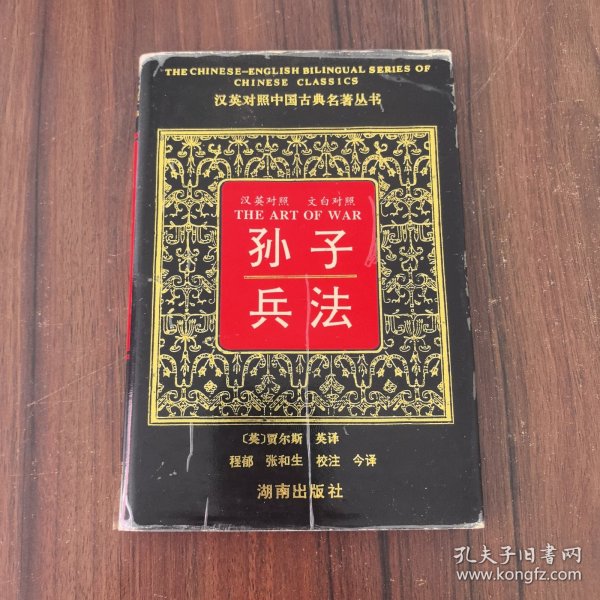 THE CHINESE-ENGLISH BILINGUAL SERIES OF
CHINESE CLASSICS
汉英对照中国古典名著丛书
汉英对照 文白对照
THE ART OF WAR
孙子
兵法
〔英〕贾尔斯 英译
程郁 张和生 校注 今译
湖南出版社
孔夫子旧书网
www.kongfz.com